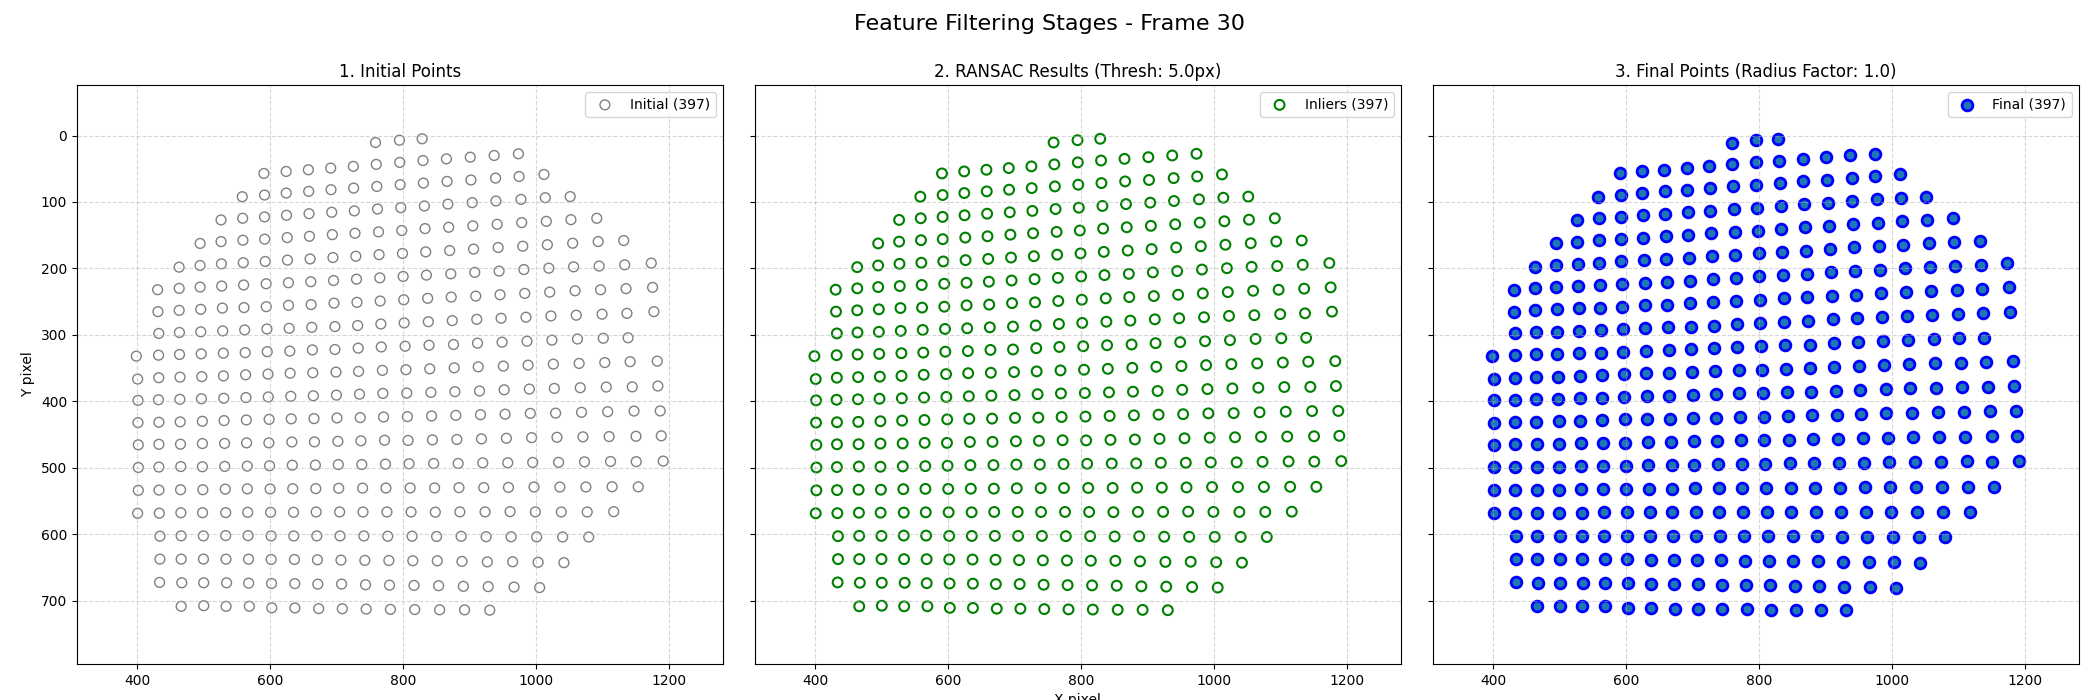 Feature Filtering Stages - Frame 30
1. Initial Points
Initial (397)
0
100
200
300
400
500
600
700
Y pixel
400 600 800 1000 1200
2. RANSAC Results (Thresh: 5.0px)
Inliers (397)
400 600 800 1000 1200
X pixel
3. Final Points (Radius Factor: 1.0)
Final (397)
400 600 800 1000 1200